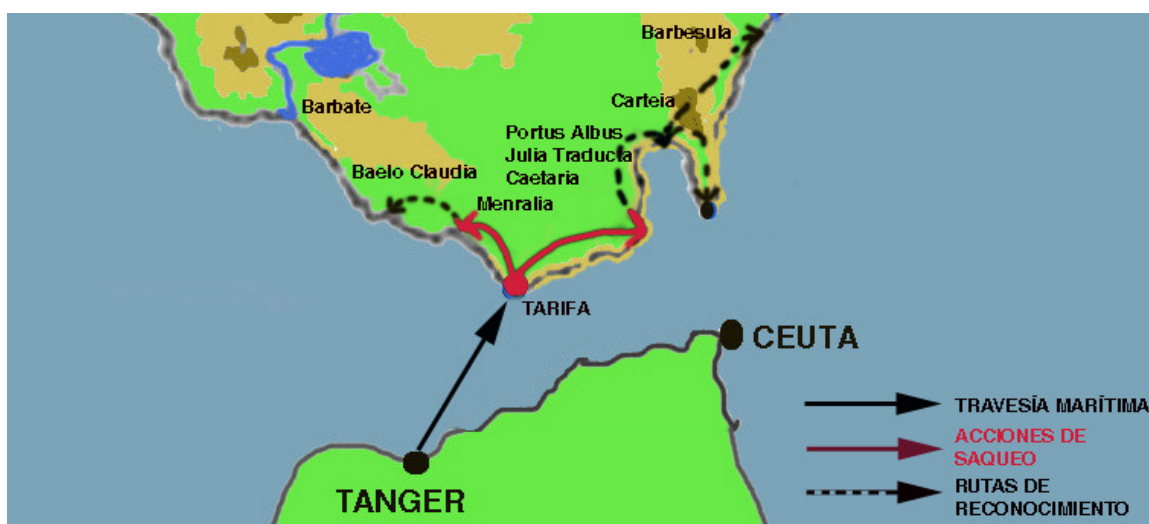 Barbesula
Carteia
Barbate
Portus Albus
Julia Traducta
Caetaria
Baelo Claudia
Menralia
TARIFA
CEUTA
TANGER
TRAVESÍA MARÍTIMA
ACCIONES DE
SAQUEO
RUTAS DE
RECONOCIMIENTO